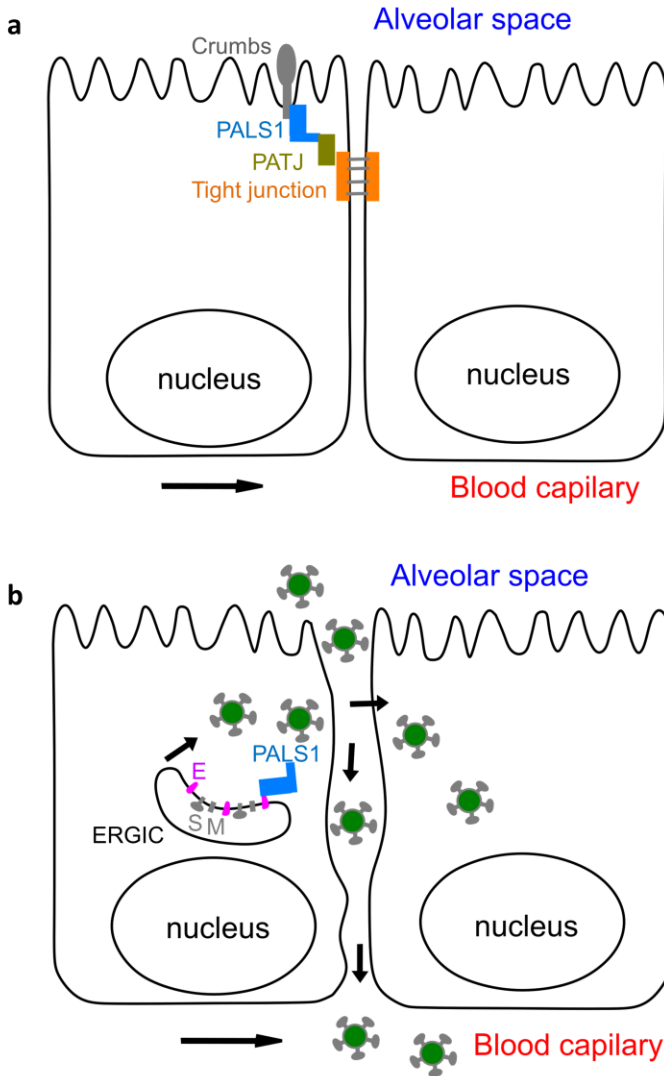 a
Alveolar space
Crumbs
PALS1
PATJ
Tight junction
nucleus
nucleus
Blood capilary
b
Alveolar space
PALS1
E
S M
ERGIC
nucleus
nucleus
Blood capilary